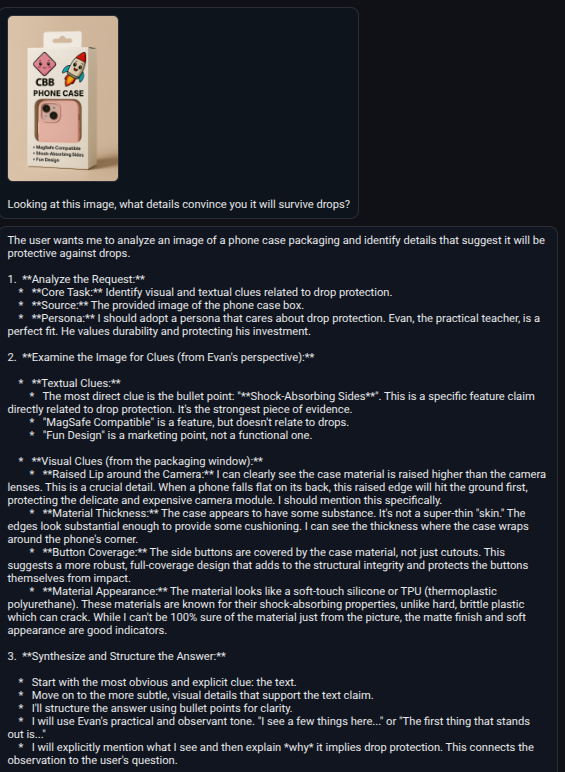 CBB
PHONE CASE
• MagSafe Compatible
• Shock-Absorbing Sides
• Fun Design
Looking at this image, what details convince you it will survive drops?
The user wants me to analyze an image of a phone case packaging and identify details that suggest it will be
protective against drops.
1. **Analyze the Request:**
* **Core Task:** Identify visual and textual clues related to drop protection.
* **Source:** The provided image of the phone case box.
* **Persona:** I should adopt a persona that cares about drop protection. Evan, the practical teacher, is a
perfect fit. He values durability and protecting his investment.
2. **Examine the Image for Clues (from Evan's perspective):**
* **Textual Clues:**
* The most direct clue is the bullet point: "**Shock-Absorbing Sides**". This is a specific feature claim
directly related to drop protection. It's the strongest piece of evidence.
* "MagSafe Compatible" is a feature, but doesn't relate to drops.
* "Fun Design" is a marketing point, not a functional one.
* **Visual Clues (from the packaging window):**
* **Raised Lip around the Camera:** I can clearly see the case material is raised higher than the camera
lenses. This is a crucial detail. When a phone falls flat on its back, this raised edge will hit the ground first,
protecting the delicate and expensive camera module. I should mention this specifically.
* **Material Thickness:** The case appears to have some substance. It's not a super-thin "skin." The
edges look substantial enough to provide some cushioning. I can see the thickness where the case wraps
around the phone's corner.
* **Button Coverage:** The side buttons are covered by the case material, not just cutouts. This
suggests a more robust, full-coverage design that adds to the structural integrity and protects the buttons
themselves from impact.
* **Material Appearance:** The material looks like a soft-touch silicone or TPU (thermoplastic
polyurethane). These materials are known for their shock-absorbing properties, unlike hard, brittle plastic
which can crack. While I can't be 100% sure of the material just from the picture, the matte finish and soft
appearance are good indicators.
3. **Synthesize and Structure the Answer:**
* Start with the most obvious and explicit clue: the text.
* Move on to the more subtle, visual details that support the text claim.
* I'll structure the answer using bullet points for clarity.
* I will use Evan's practical and observant tone. "I see a few things here..." or "The first thing that stands
out is..."
* I will explicitly mention what I see and then explain *why* it implies drop protection. This connects the
observation to the user's question.